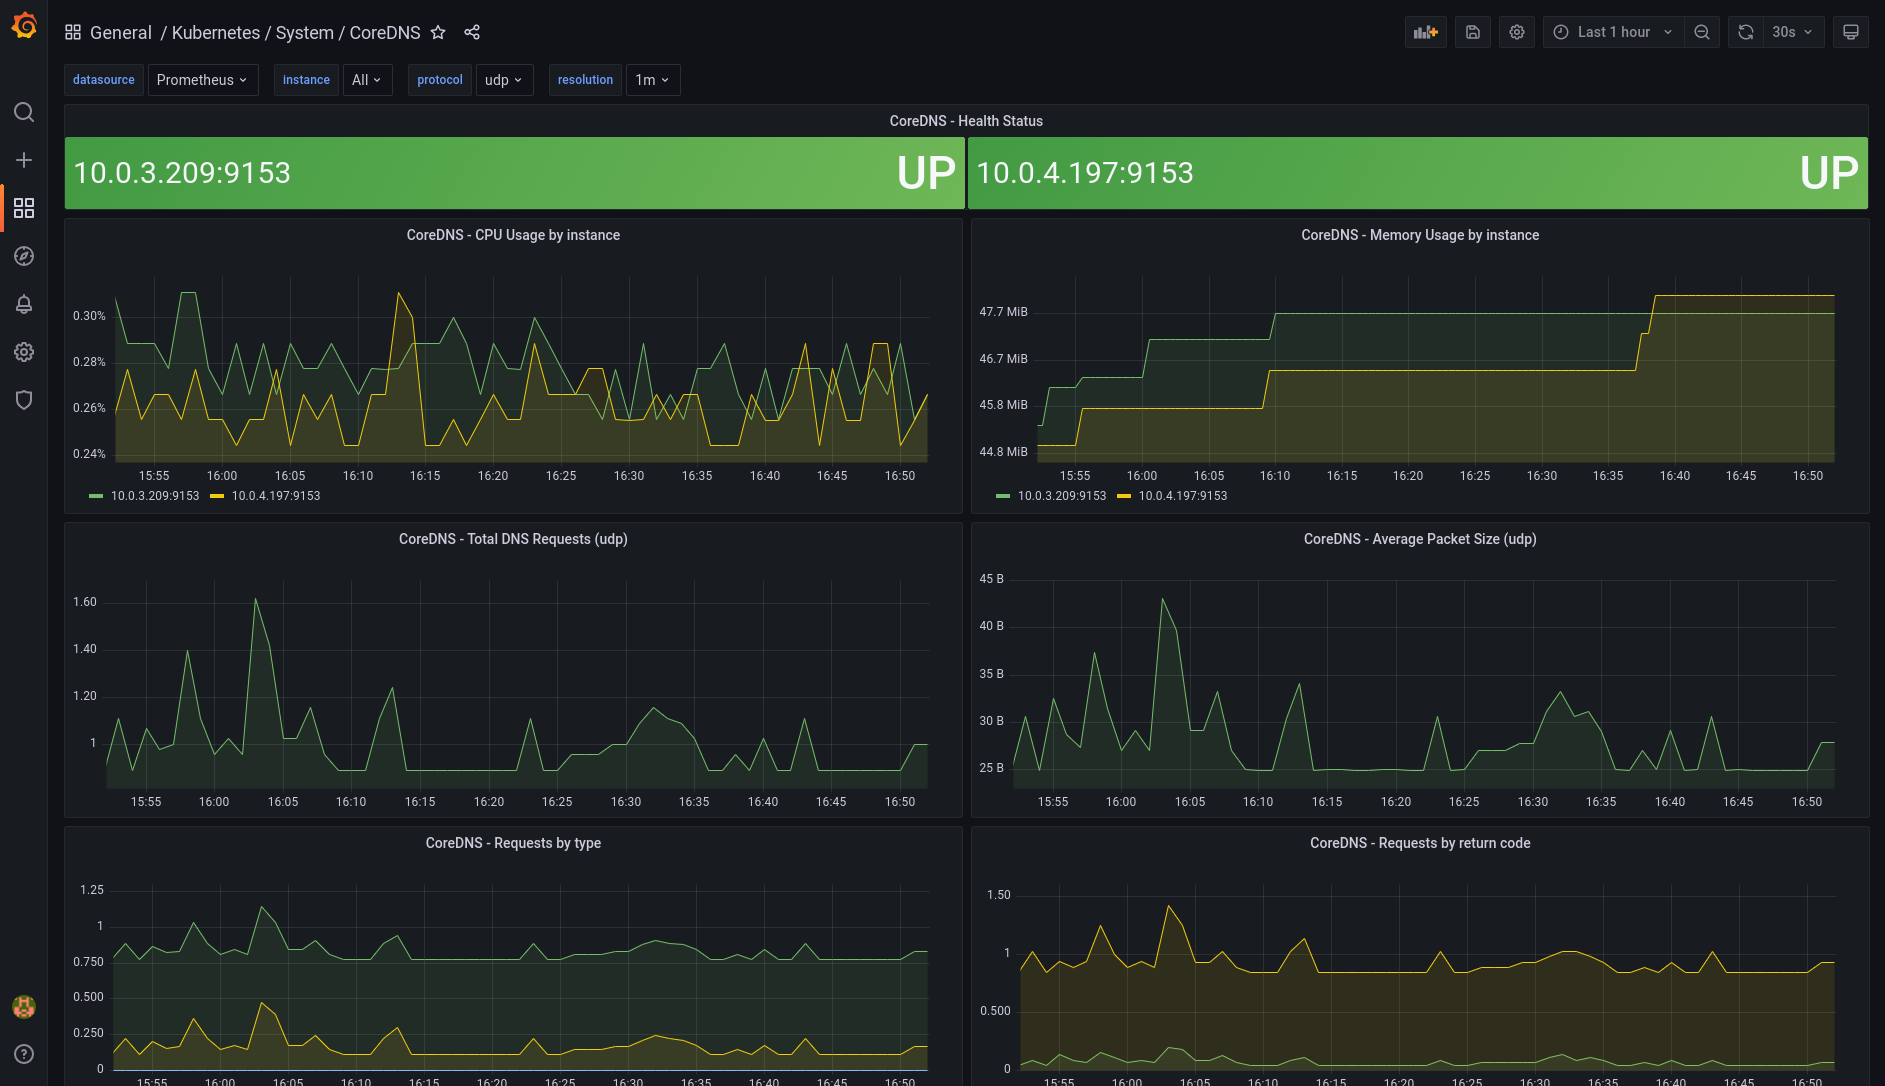 General / Kubernetes / System / CoreDNS
Last 1 hour
30s
datasource Prometheus instance All protocol udp resolution 1m
CoreDNS - Health Status
10.0.3.209:9153 UP
10.0.4.197:9153 UP
CoreDNS - CPU Usage by instance
0.30%
0.28%
0.26%
0.24%
15:55 16:00 16:05 16:10 16:15 16:20 16:25 16:30 16:35 16:40 16:45 16:50
10.0.3.209:9153 10.0.4.197:9153
CoreDNS - Memory Usage by instance
47.7 MiB
46.7 MiB
45.8 MiB
44.8 MiB
15:55 16:00 16:05 16:10 16:15 16:20 16:25 16:30 16:35 16:40 16:45 16:50
10.0.3.209:9153 10.0.4.197:9153
CoreDNS - Total DNS Requests (udp)
1.60
1.40
1.20
1
15:55 16:00 16:05 16:10 16:15 16:20 16:25 16:30 16:35 16:40 16:45 16:50
CoreDNS - Average Packet Size (udp)
45 B
40 B
35 B
30 B
25 B
15:55 16:00 16:05 16:10 16:15 16:20 16:25 16:30 16:35 16:40 16:45 16:50
CoreDNS - Requests by type
1.25
1
0.750
0.500
0.250
0
15:55 16:00 16:05 16:10 16:15 16:20 16:25 16:30 16:35 16:40 16:45 16:50
CoreDNS - Requests by return code
1.50
1
0.500
0
15:55 16:00 16:05 16:10 16:15 16:20 16:25 16:30 16:35 16:40 16:45 16:50